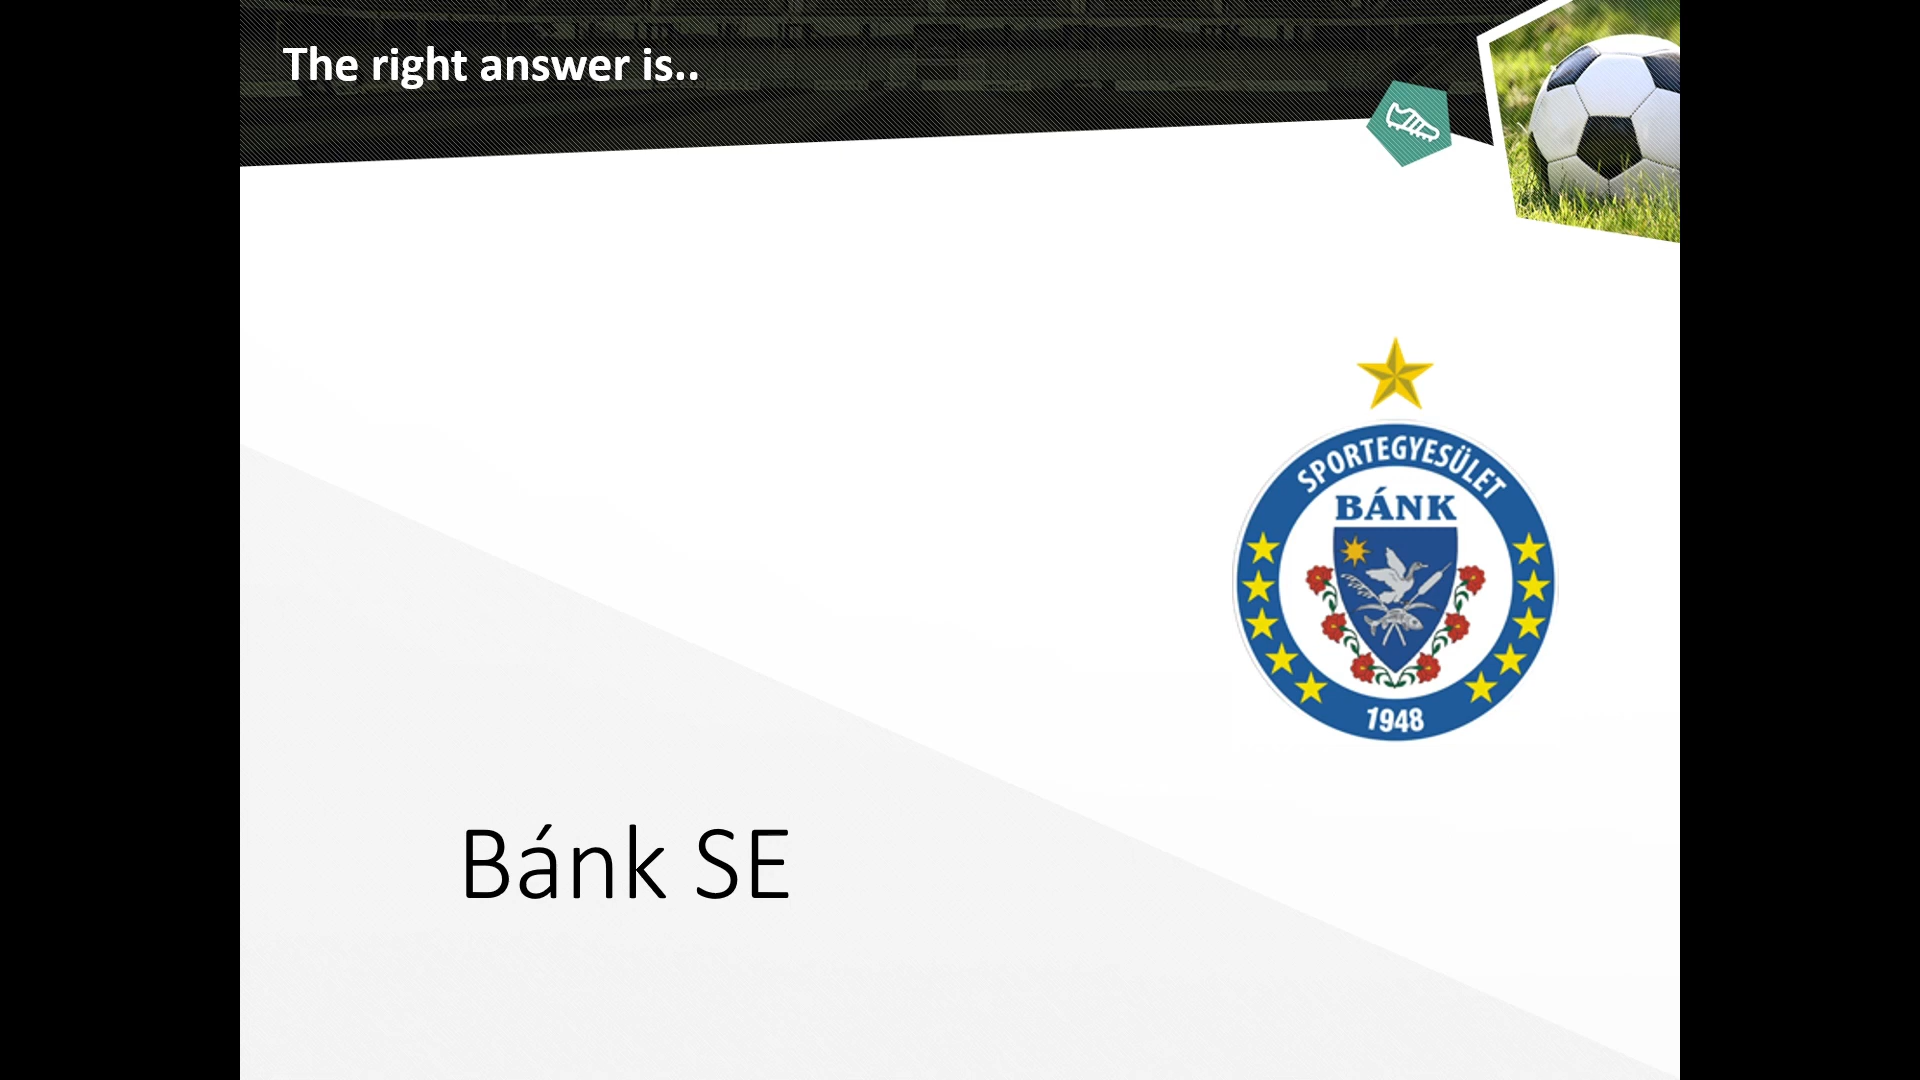 The right answer is..
SPORTEGYESÜLET
BÁNK
1948
Bánk SE